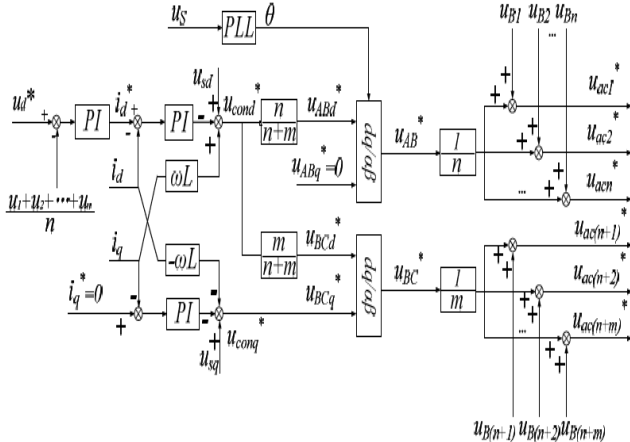 u_B1 u_B2 ... u_Bn
u_S PLL θ
u_sd u_cond*
u_d* + - PI i_d* + - PI - + + n/(n+m) u_ABd* dq/αβ u_AB* 1/n + + u_ac1*
+ + u_ac2*
u_ABq*=0
... + + u_acn*
(u_1+u_2+···+u_n)/n
i_d ωL
i_q -ωL
m/(n+m) u_BCd* dq/αβ u_BC* 1/m + + u_ac(n+1)*
+ + u_ac(n+2)*
i_q*=0 + - PI - - + u_conq* u_BCq*
... + + u_ac(n+m)*
u_sq
u_B(n+1) u_B(n+2) u_B(n+m)